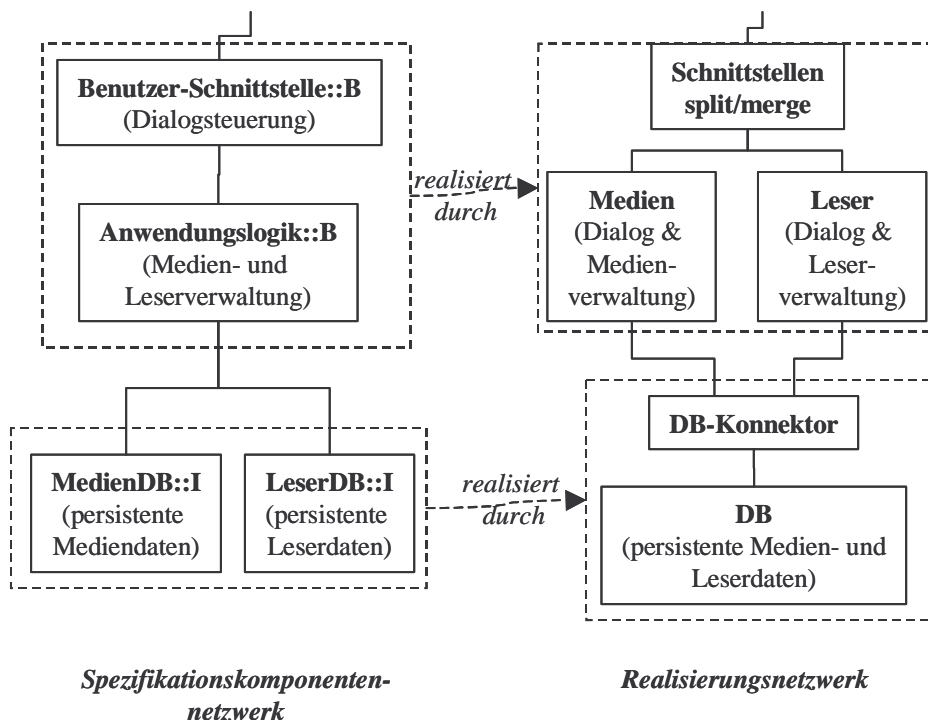 Benutzer-Schnittstelle::B
(Dialogsteuerung)
Anwendungslogik::B
(Medien- und
Leserverwaltung)
MedienDB::I
(persistente
Mediendaten)
LeserDB::I
(persistente
Leserdaten)
Spezifikationskomponenten-
netzwerk
realisiert
durch
realisiert
durch
Schnittstellen
split/merge
Medien
(Dialog &
Medien-
verwaltung)
Leser
(Dialog &
Leser-
verwaltung)
DB-Konnektor
DB
(persistente Medien- und
Leserdaten)
Realisierungsnetzwerk